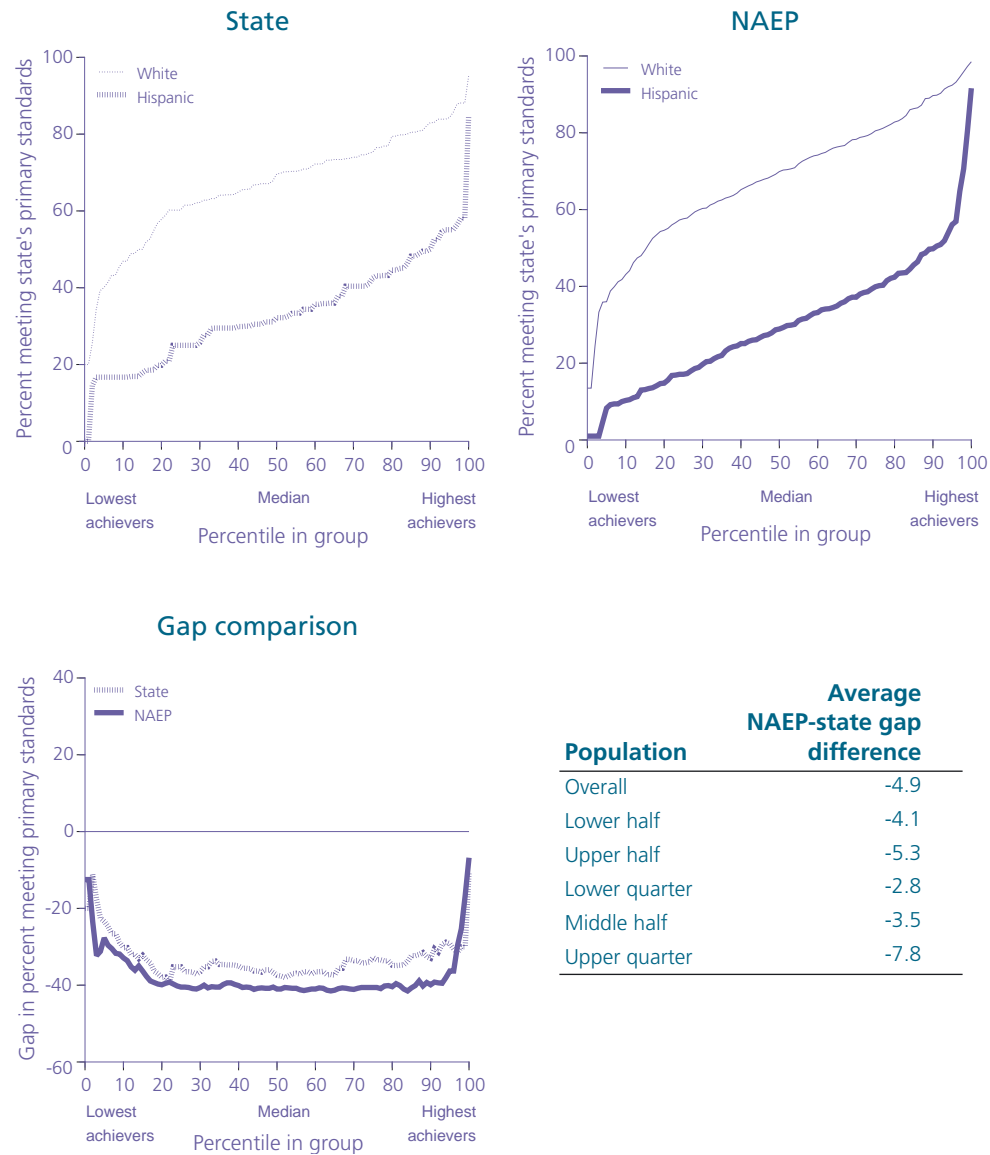 State
Percent meeting state's primary standards
100
80
60
40
20
0
White
Hispanic
0 10 20 30 40 50 60 70 80 90 100
Lowest achievers
Median
Highest achievers
Percentile in group
NAEP
Percent meeting state's primary standards
100
80
60
40
20
0
White
Hispanic
0 10 20 30 40 50 60 70 80 90 100
Lowest achievers
Median
Highest achievers
Percentile in group
Gap comparison
Gap in percent meeting primary standards
40
20
0
-20
-40
-60
State
NAEP
0 10 20 30 40 50 60 70 80 90 100
Lowest achievers
Median
Highest achievers
Percentile in group
Population
Average
NAEP-state gap
difference
Overall -4.9
Lower half -4.1
Upper half -5.3
Lower quarter -2.8
Middle half -3.5
Upper quarter -7.8